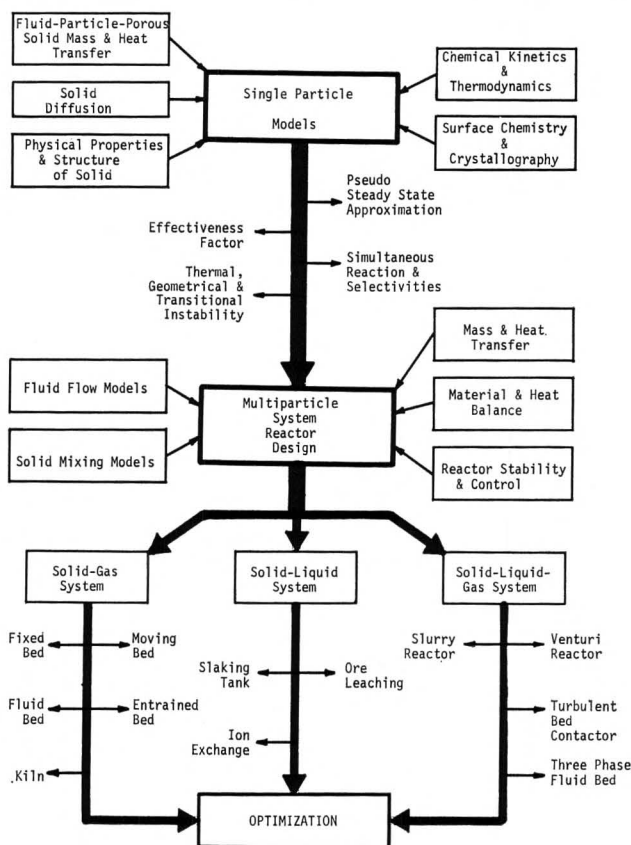 Fluid-Particle-Porous
Solid Mass & Heat
Transfer
Solid
Diffusion
Physical Properties
& Structure
of Solid
Single Particle
Models
Chemical Kinetics
&
Thermodynamics
Surface Chemistry
&
Crystallography
Pseudo
Steady State
Approximation
Effectiveness
Factor
Simultaneous
Reaction &
Selectivities
Thermal,
Geometrical &
Transitional
Instability
Fluid Flow Models
Solid Mixing Models
Multiparticle
System
Reactor
Design
Mass & Heat
Transfer
Material & Heat
Balance
Reactor Stability
& Control
Solid-Gas
System
Solid-Liquid
System
Solid-Liquid-
Gas System
Fixed
Bed
Moving
Bed
Fluid
Bed
Entrained
Bed
Kiln
Slaking
Tank
Ore
Leaching
Ion
Exchange
Slurry
Reactor
Venturi
Reactor
Turbulent
Bed
Contactor
Three Phase
Fluid Bed
OPTIMIZATION